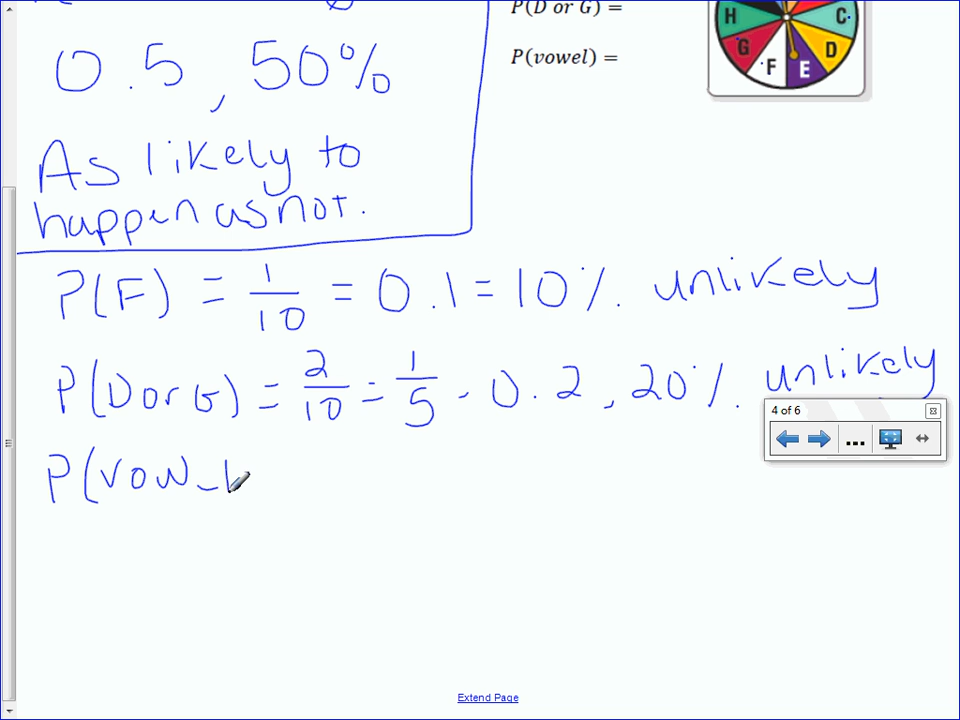 P(D or G) =
P(vowel) =
H
C
G
D
F
E
0.5, 50%
As likely to
happen as not.
P(F) = 1/10 = 0.1 = 10%. unlikely
P(D or G) = 2/10 = 1/5 - 0.2, 20%. unlikely
P(vow
4 of 6
...
Extend Page